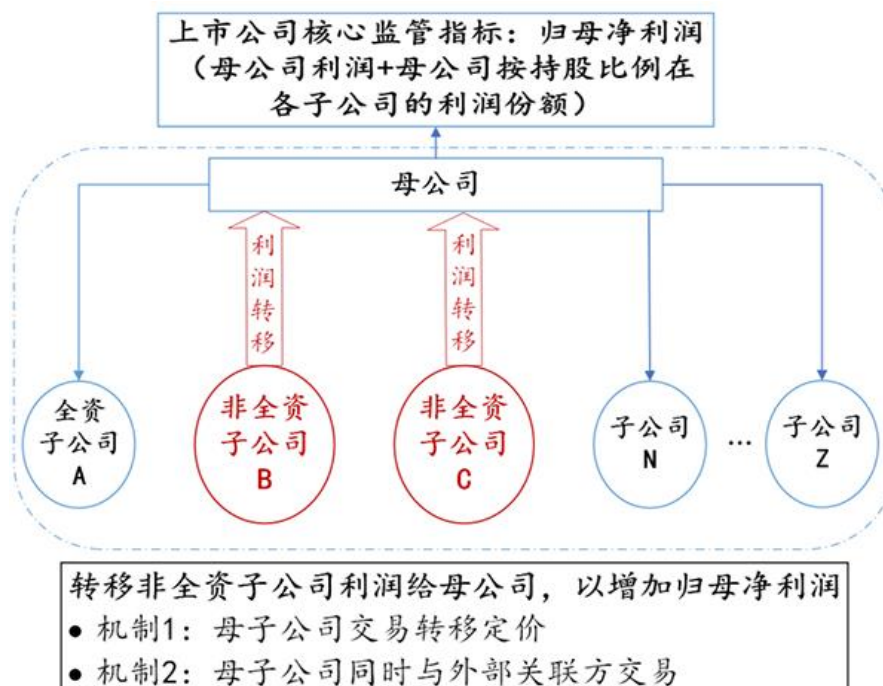 上市公司核心监管指标：归母净利润
（母公司利润+母公司按持股比例在
各子公司的利润份额）
母公司
利润转移
利润转移
全资
子公司
A
非全资
子公司
B
非全资
子公司
C
子公司
N
...
子公司
Z
转移非全资子公司利润给母公司，以增加归母净利润
• 机制1：母子公司交易转移定价
• 机制2：母子公司同时与外部关联方交易